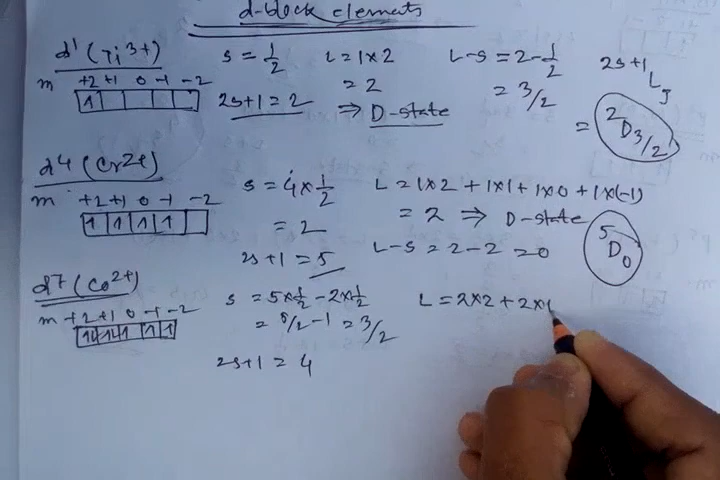 d-block elements
d¹ (Ti³⁺) s = 1/2 L = 1×2 L-s = 2-1/2 2s+1
m +2 +1 0 -1 -2 = 2 = 3/2 L J
1 2s+1 = 2 ⇒ D-state = ²D3/2
d⁴ (Cr2+) s = 4×1/2 L = 1×2 + 1×1 + 1×0 + 1×(-1)
m +2 +1 0 -1 -2 = 2 = 2 ⇒ D-state
1 1 1 1 2s+1 = 5 L-s = 2-2 = 0 ⁵D₀
d⁷ (Co²⁺) s = 5×1/2 - 2×1/2 L = 2×2 + 2×1
m +2 +1 0 -1 -2 = 5/2 - 1 = 3/2
1↓ 1↓ 1 1 1 2s+1 = 4